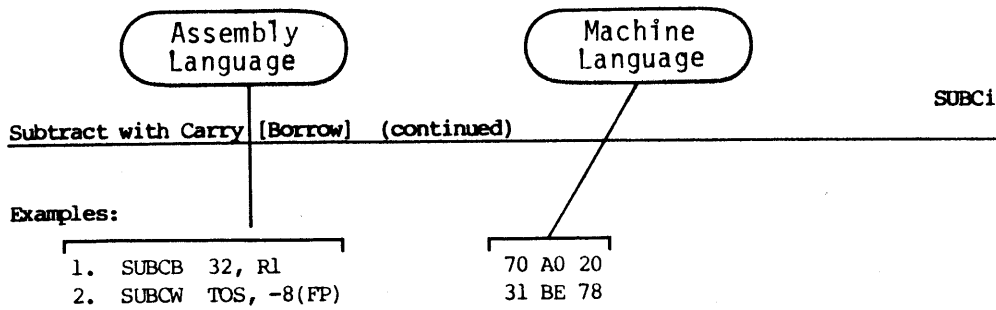 Assembly
Language
Machine
Language
SUBCi
Subtract with Carry [Borrow] (continued)
Examples:
1. SUBCB 32, R1 70 A0 20
2. SUBCW TOS, -8(FP) 31 BE 78